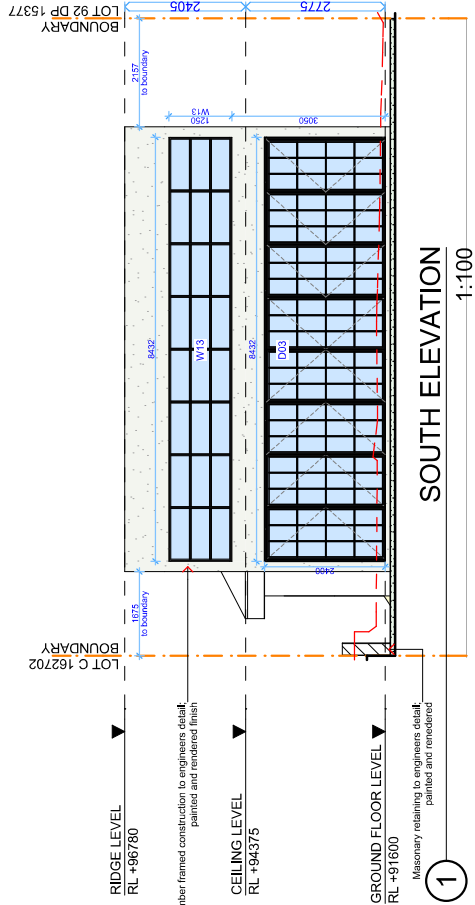 LOT C 162702
BOUNDARY
LOT 92 DP 15377
BOUNDARY
1675
to boundary
2157
to boundary
2405
2775
8432
W13
1250
W13
8432
D03
3050
2400
RIDGE LEVEL
RL +96780
mber framed construction to engineers detail;
painted and rendered finish
CEILING LEVEL
RL +94375
GROUND FLOOR LEVEL
RL +91600
Masonary retaining to engineers detail;
painted and renedered
1
SOUTH ELEVATION
1:100